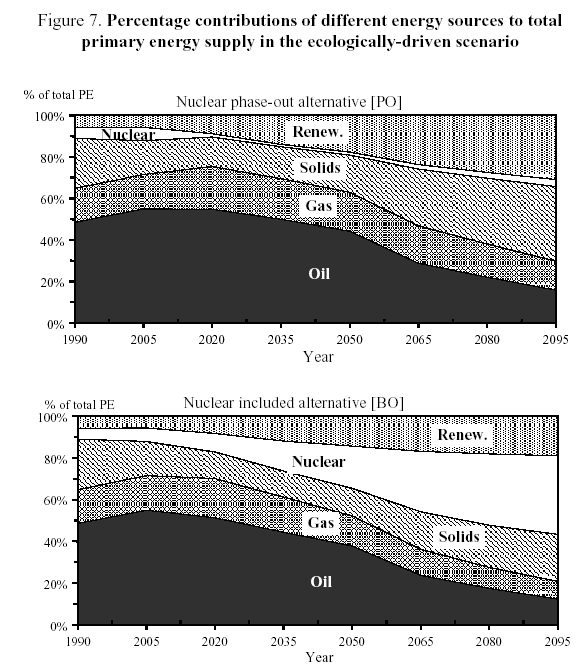 Figure 7. Percentage contributions of different energy sources to total
primary energy supply in the ecologically-driven scenario
% of total PE
Nuclear phase-out alternative [PO]
100%
Nuclear
Renew.
80%
Solids
60%
Gas
40%
Oil
20%
0%
1990 2005 2020 2035 2050 2065 2080 2095
Year
% of total PE
Nuclear included alternative [BO]
100%
Renew.
80%
Nuclear
60%
Gas
Solids
40%
Oil
20%
0%
1990 2005 2020 2035 2050 2065 2080 2095
Year